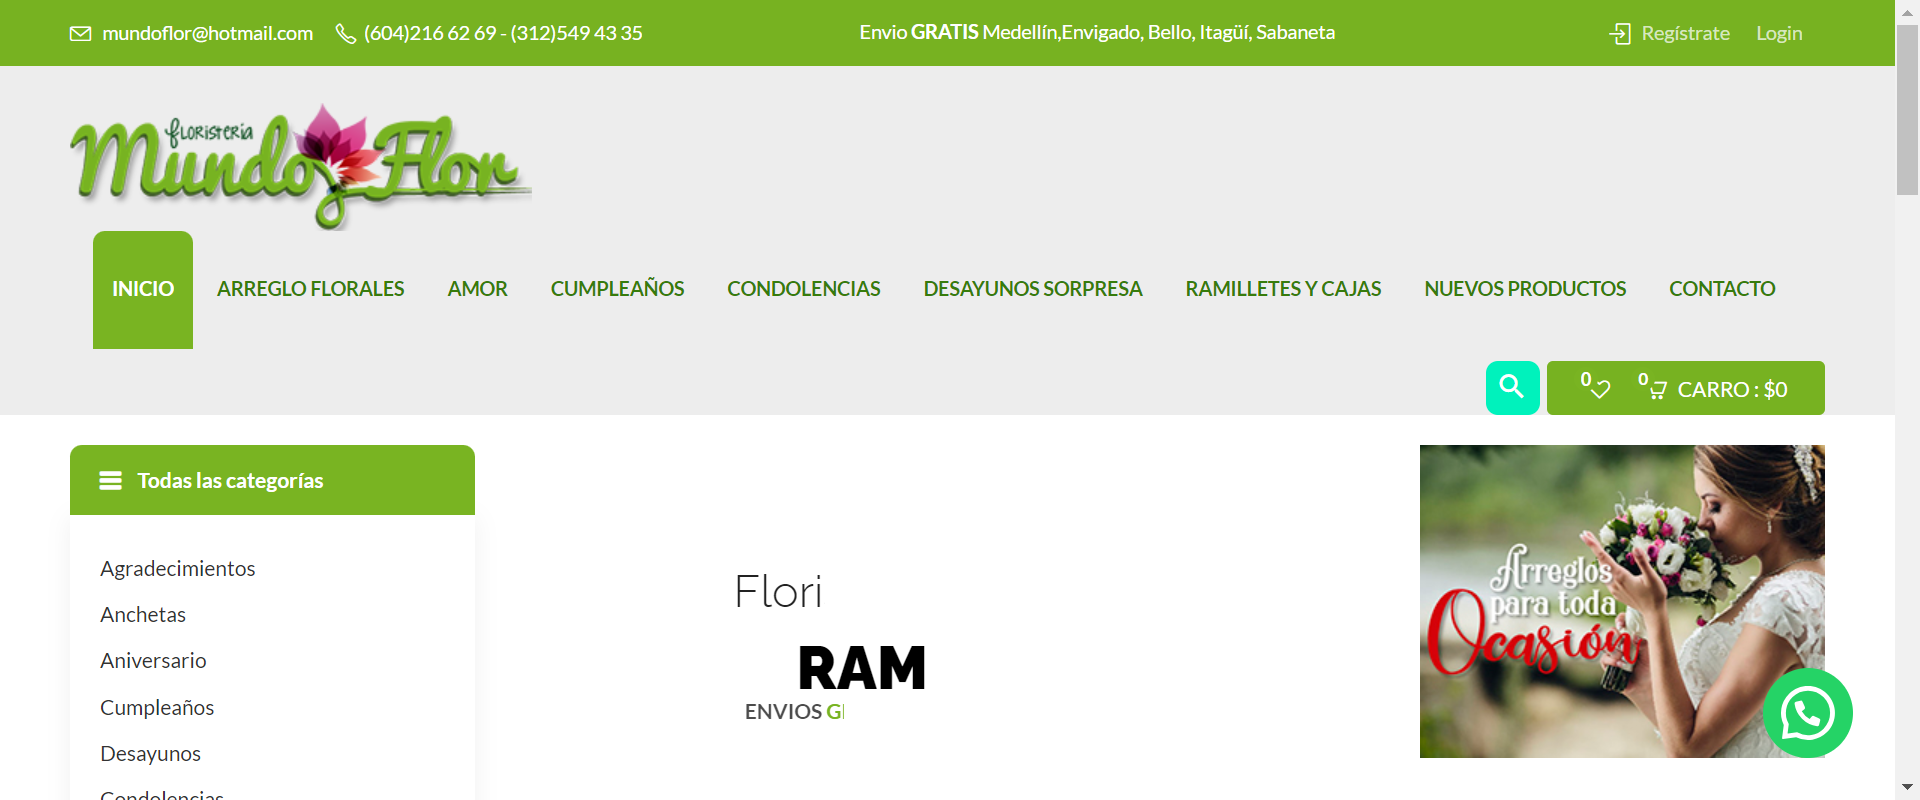 mundoflor@hotmail.com (604)216 62 69 - (312)549 43 35 Envio GRATIS Medellín,Envigado, Bello, Itagüí, Sabaneta Regístrate Login
floristeria
Mundo Flor
INICIO ARREGLO FLORALES AMOR CUMPLEAÑOS CONDOLENCIAS DESAYUNOS SORPRESA RAMILLETES Y CAJAS NUEVOS PRODUCTOS CONTACTO
0 0 CARRO : $0
Todas las categorías
Agradecimientos
Anchetas
Aniversario
Cumpleaños
Desayunos
Condolencias
Flori
RAM
ENVIOS G
Arreglos
para toda
Ocasión